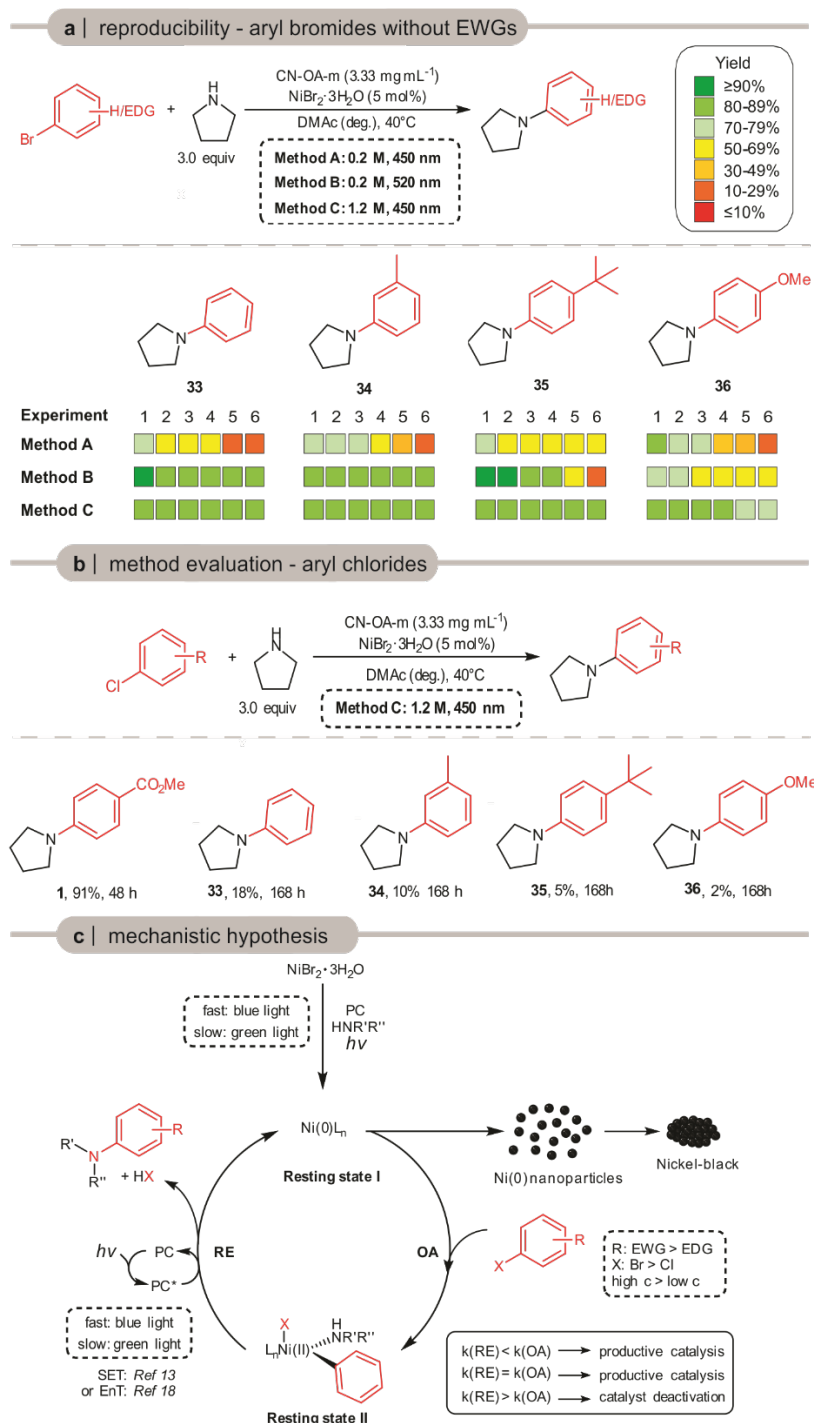 a | reproducibility - aryl bromides without EWGs
Br
H/EDG
+
H
N
3.0 equiv
CN-OA-m (3.33 mg mL⁻¹)
NiBr₂·3H₂O (5 mol%)
DMAc (deg.), 40°C
Method A: 0.2 M, 450 nm
Method B: 0.2 M, 520 nm
Method C: 1.2 M, 450 nm
N
H/EDG
Yield
≥90%
80-89%
70-79%
50-69%
30-49%
10-29%
≤10%
N
N
N
N
OMe
33 34 35 36
Experiment 1 2 3 4 5 6 1 2 3 4 5 6 1 2 3 4 5 6 1 2 3 4 5 6
Method A
Method B
Method C
b | method evaluation - aryl chlorides
Cl
R
+
H
N
3.0 equiv
CN-OA-m (3.33 mg mL⁻¹)
NiBr₂·3H₂O (5 mol%)
DMAc (deg.), 40°C
Method C: 1.2 M, 450 nm
N
R
N
CO₂Me
N
N
N
N
OMe
1, 91%, 48 h
33, 18%, 168 h
34, 10% 168 h
35, 5%, 168h
36, 2%, 168h
c | mechanistic hypothesis
NiBr₂·3H₂O
fast: blue light
slow: green light
PC
HNR'R''
hν
R'
N
R''
R
+ HX
Ni(0)Lₙ
Resting state I
Ni(0) nanoparticles
Nickel-black
hν
PC
PC*
RE
OA
X
R
R: EWG > EDG
X: Br > Cl
high c > low c
fast: blue light
slow: green light
SET: Ref 13
or EnT: Ref 18
X
H
LₙNi(II)
NR'R''
Resting state II
k(RE) < k(OA) → productive catalysis
k(RE) = k(OA) → productive catalysis
k(RE) > k(OA) → catalyst deactivation